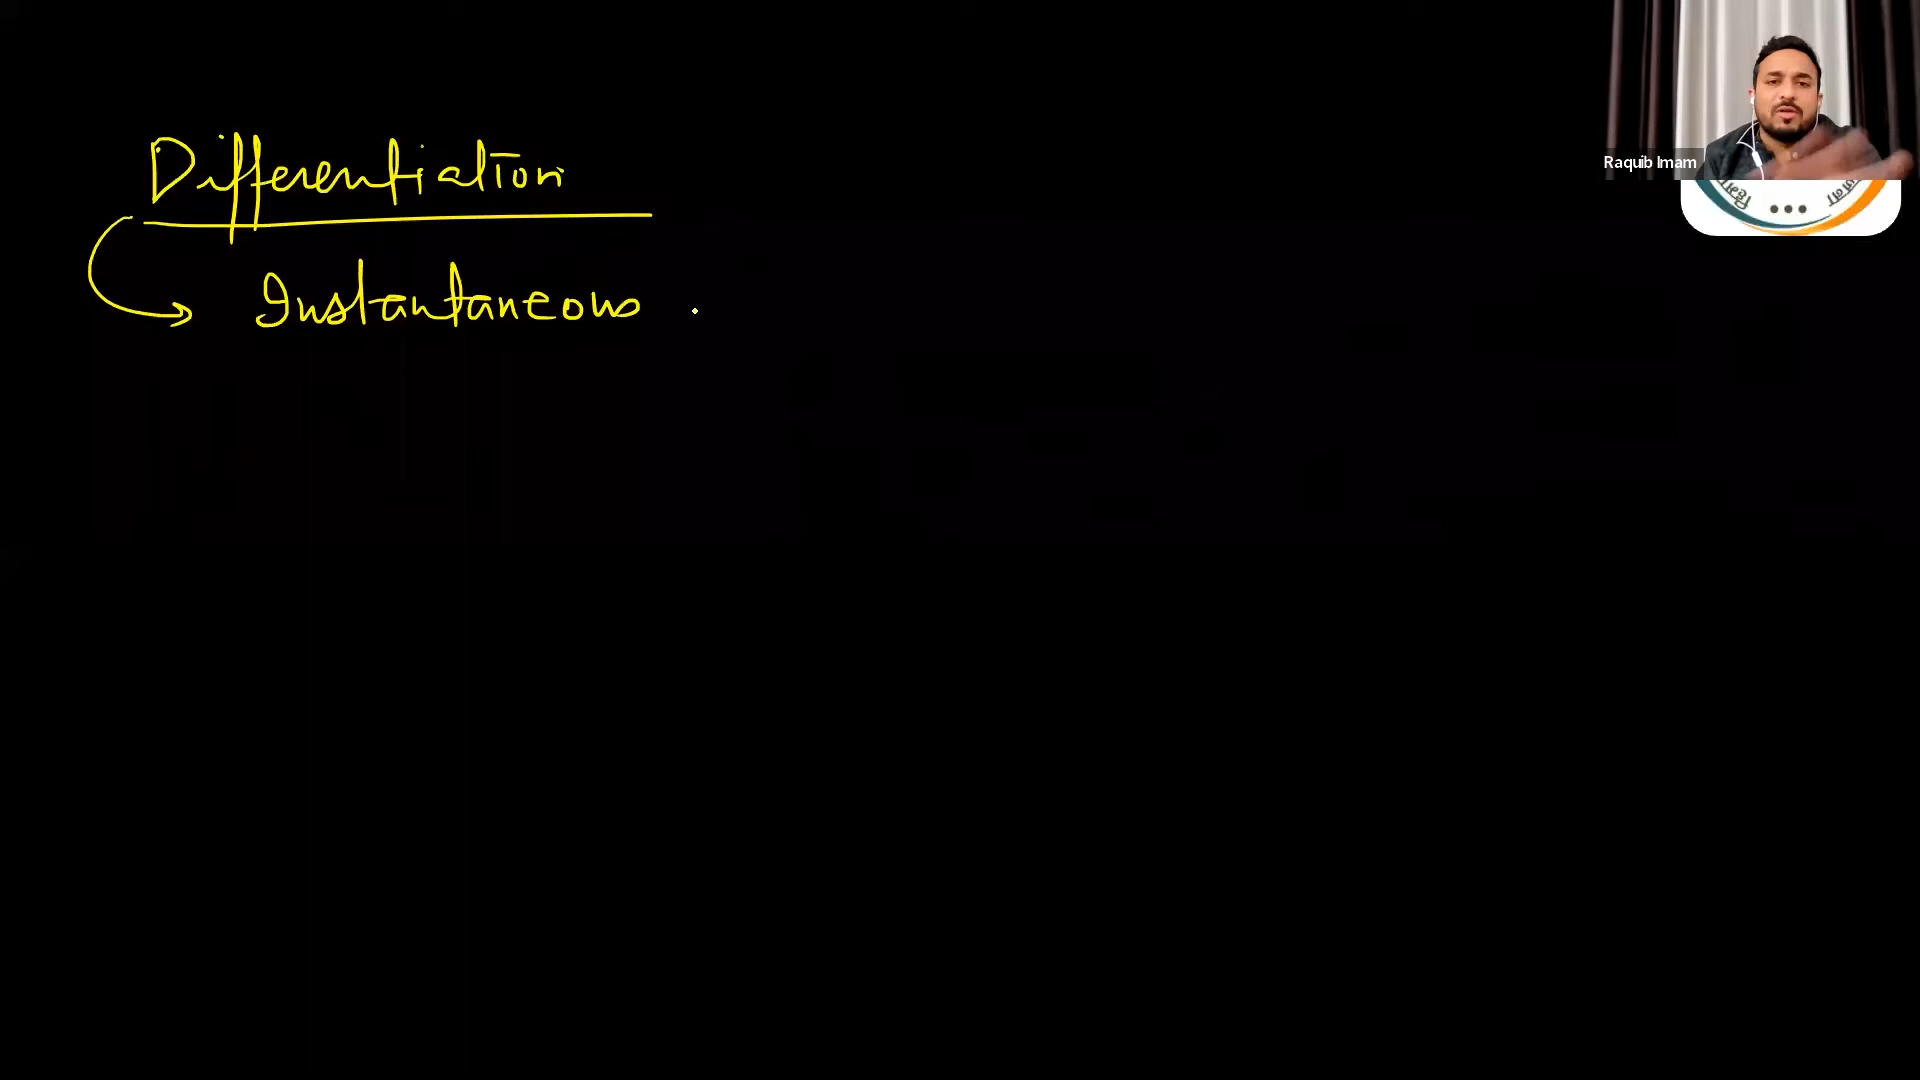 Differentiation
Instantaneous
Raquib Imam